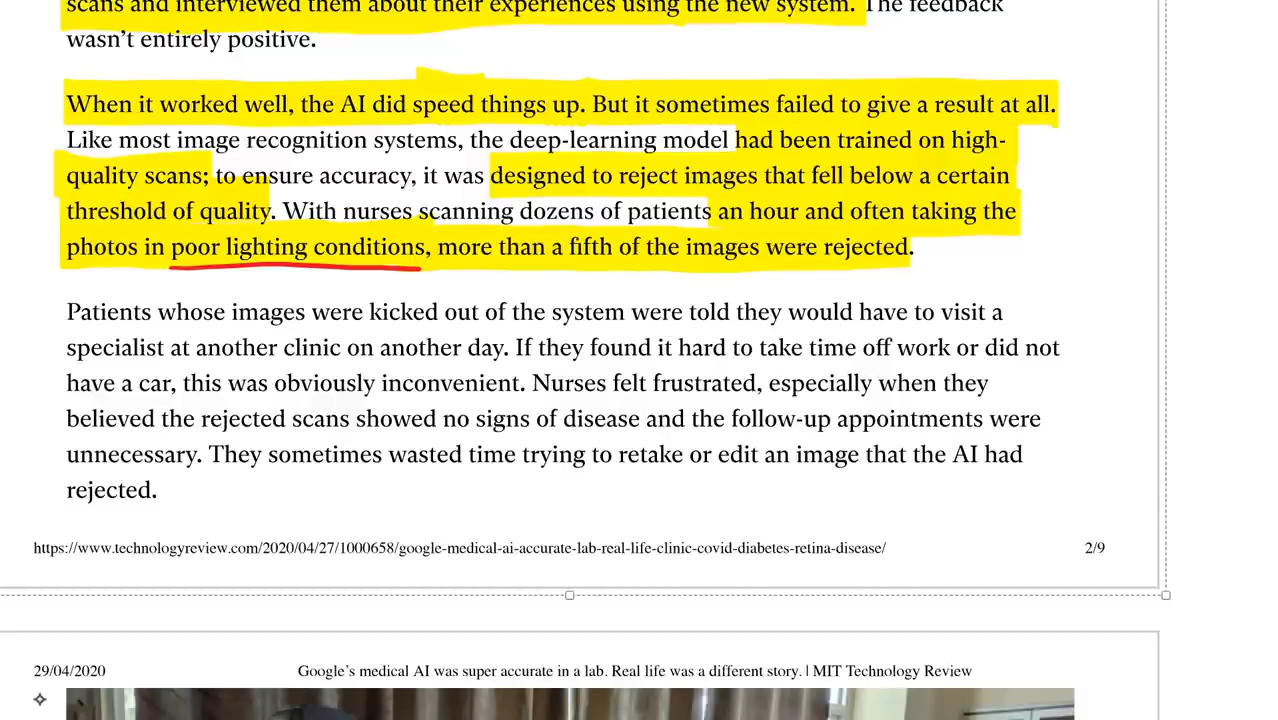 scans and interviewed them about their experiences using the new system. The feedback
wasn’t entirely positive.
When it worked well, the AI did speed things up. But it sometimes failed to give a result at all.
Like most image recognition systems, the deep-learning model had been trained on high-
quality scans; to ensure accuracy, it was designed to reject images that fell below a certain
threshold of quality. With nurses scanning dozens of patients an hour and often taking the
photos in poor lighting conditions, more than a fifth of the images were rejected.
Patients whose images were kicked out of the system were told they would have to visit a
specialist at another clinic on another day. If they found it hard to take time off work or did not
have a car, this was obviously inconvenient. Nurses felt frustrated, especially when they
believed the rejected scans showed no signs of disease and the follow-up appointments were
unnecessary. They sometimes wasted time trying to retake or edit an image that the AI had
rejected.
https://www.technologyreview.com/2020/04/27/1000658/google-medical-ai-accurate-lab-real-life-clinic-covid-diabetes-retina-disease/ 2/9
29/04/2020 Google’s medical AI was super accurate in a lab. Real life was a different story. | MIT Technology Review